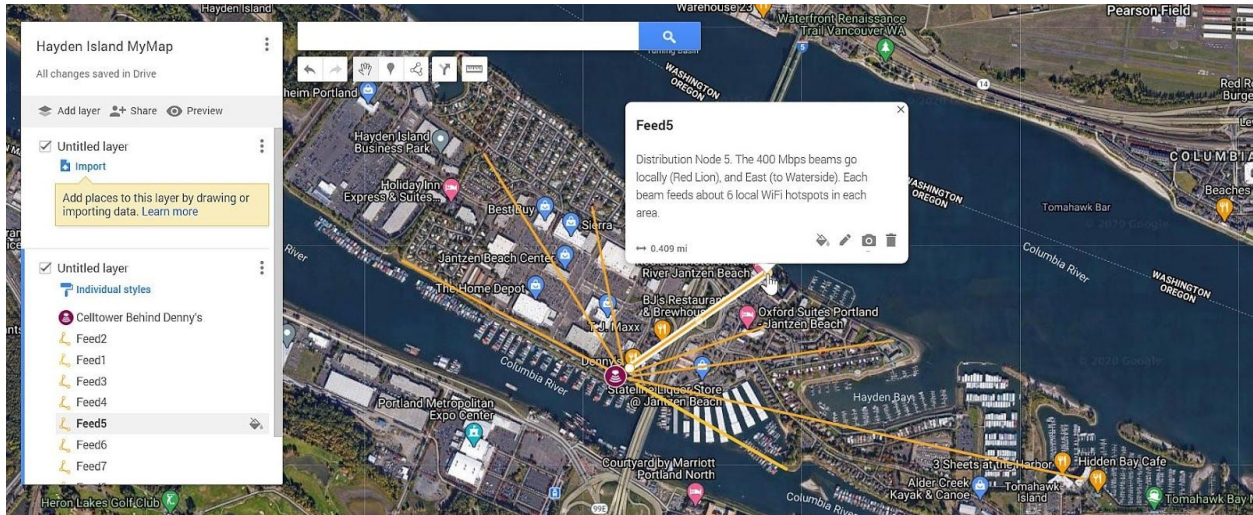 Hayden Island MyMap
All changes saved in Drive
Add layer
Share
Preview
Untitled layer
Import
Add places to this layer by drawing or
importing data. Learn more
Untitled layer
Individual styles
Celltower Behind Denny's
Feed2
Feed1
Feed3
Feed4
Feed5
Feed6
Feed7
Hayden Island
Warehouse 23
Waterfront Renaissance
Trail Vancouver WA
Pearson Field
5
14
WASHINGTON
OREGON
heim Portland
Hayden Island
Business Park
Holiday Inn
Express & Suites...
Best Buy
Sierra
Jantzen Beach Center
The Home Depot
T.J. Maxx
Feed5
Distribution Node 5. The 400 Mbps beams go
locally (Red Lion), and East (to Waterside). Each
beam feeds about 6 local WiFi hotspots in each
area.
0.409 mi
River Jantzen Beach
BJ's Restaurant
& Brewhouse
Oxford Suites Portland
- Jantzen Beach
Denny's
Stateline Liquor Store
@ Jantzen Beach
Columbia River
Portland Metropolitan
Expo Center
Courtyard by Marriott
Portland North
99E
Hayden Bay
WASHINGTON
OREGON
Tomahawk Bar
Columbia River
WASHINGTON
OREGON
COLUMBIA
Beaches
3 Sheets at the Harbor
Hidden Bay Cafe
Alder Creek
Kayak & Canoe
Tomahawk
Island
Tomahawk Bay M
Columbia River
Heron Lakes Golf Club
River